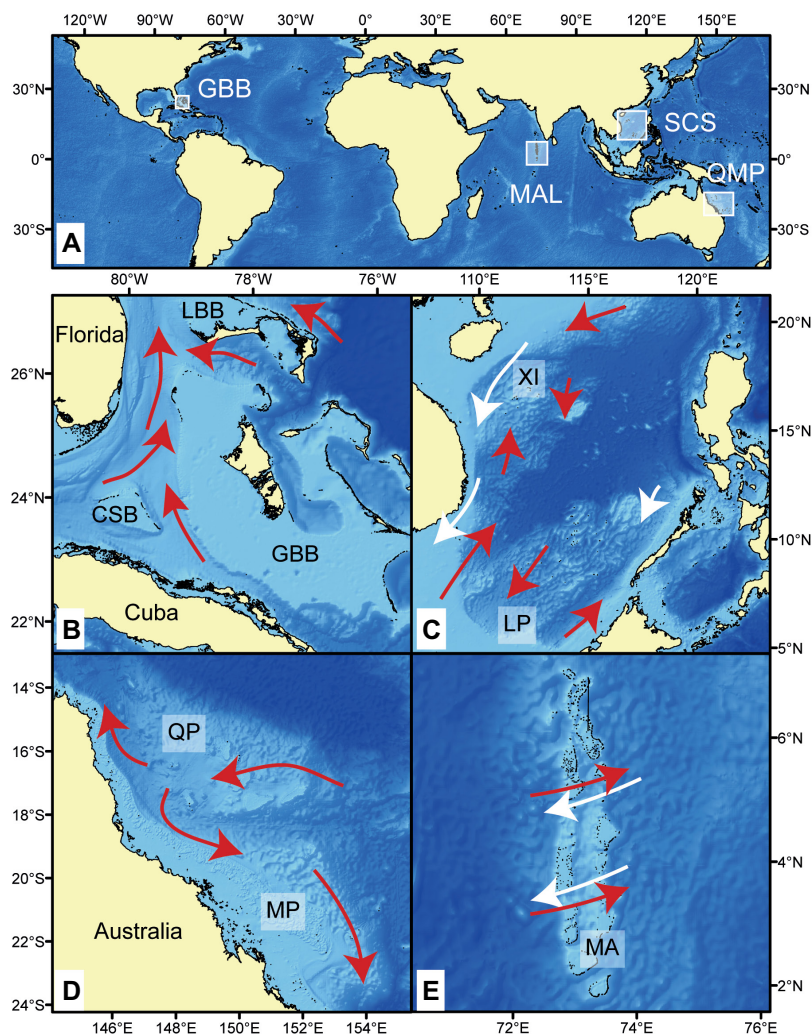 120°W 90°W 60°W 30°W 0° 30°E 60°E 90°E 120°E 150°E
30°N 30°N
GBB
SCS
0° 0°
MAL
QMP
30°S 30°S
A
80°W 78°W 76°W
Florida
LBB
26°N
24°N
CSB
GBB
Cuba
22°N
B
110°E 115°E 120°E
20°N
XI
15°N
10°N
LP
5°N
C
14°S
QP
16°S
18°S
20°S
MP
Australia
22°S
24°S
D
146°E 148°E 150°E 152°E 154°E
6°N
4°N
MA
2°N
E
72°E 74°E 76°E